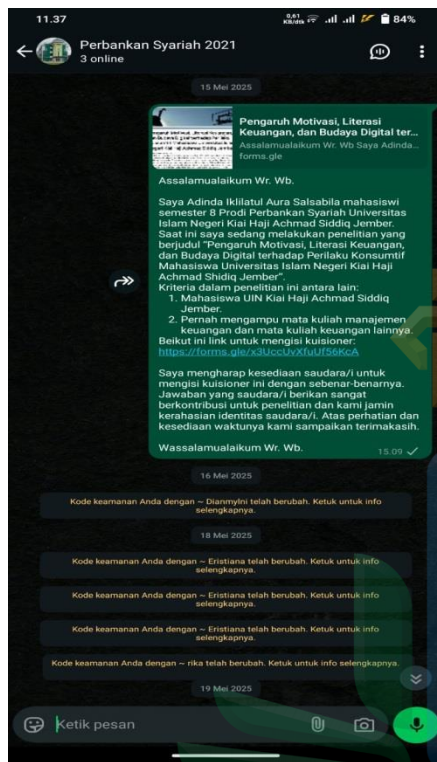 11.37
0,61 KB/dtk
84%
Perbankan Syariah 2021
3 online
15 Mei 2025
Pengaruh Motivasi, Literasi
Keuangan, dan Budaya Digital ter...
Assalamualaikum Wr. Wb Saya Adinda...
forms.gle
Assalamualaikum Wr. Wb.
Saya Adinda Iklilatul Aura Salsabila mahasiswi
semester 8 Prodi Perbankan Syariah Universitas
Islam Negeri Kiai Haji Achmad Siddiq Jember.
Saat ini saya sedang melakukan penelitian yang
berjudul "Pengaruh Motivasi, Literasi Keuangan,
dan Budaya Digital terhadap Perilaku Konsumtif
Mahasiswa Universitas Islam Negeri Kiai Haji
Achmad Shidiq Jember".
Kriteria dalam penelitian ini antara lain:
1. Mahasiswa UIN Kiai Haji Achmad Siddiq
Jember.
2. Pernah mengampu mata kuliah manajemen
keuangan dan mata kuliah keuangan lainnya.
Beikut ini link untuk mengisi kuisioner:
https://forms.gle/x3UccUvXfuUf56KcA
Saya mengharap kesediaan saudara/i untuk
mengisi kuisioner ini dengan sebenar-benarnya.
Jawaban yang saudara/i berikan sangat
berkontribusi untuk penelitian dan kami jamin
kerahasian identitas saudara/i. Atas perhatian dan
kesediaan waktunya kami sampaikan terimakasih.
Wassalamualaikum Wr. Wb.
15.09
16 Mei 2025
Kode keamanan Anda dengan ~ Dianmylni telah berubah. Ketuk untuk info
selengkapnya.
18 Mei 2025
Kode keamanan Anda dengan ~ Eristiana telah berubah. Ketuk untuk info
selengkapnya.
Kode keamanan Anda dengan ~ Eristiana telah berubah. Ketuk untuk info
selengkapnya.
Kode keamanan Anda dengan ~ Eristiana telah berubah. Ketuk untuk info
selengkapnya.
Kode keamanan Anda dengan ~ rika telah berubah. Ketuk untuk info selengkapnya.
19 Mei 2025
Ketik pesan